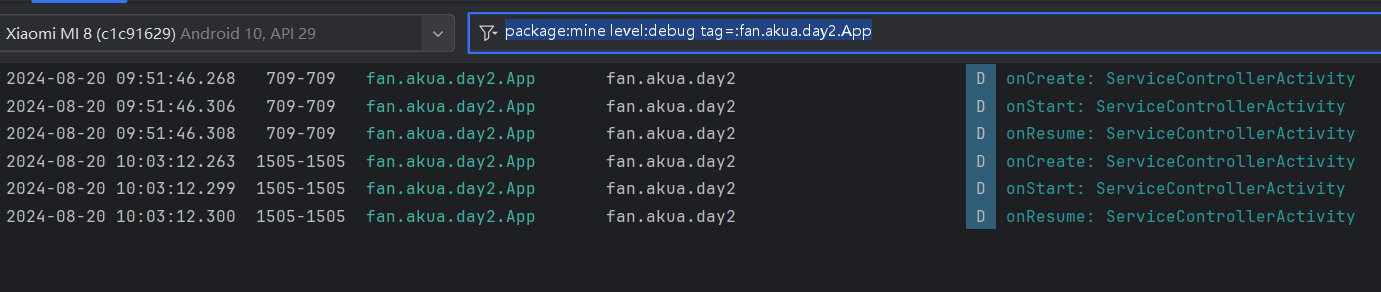 Xiaomi MI 8 (c1c91629) Android 10, API 29
package:mine level:debug tag=:fan.akua.day2.App
2024-08-20 09:51:46.268 709-709 fan.akua.day2.App fan.akua.day2 D onCreate: ServiceControllerActivity
2024-08-20 09:51:46.306 709-709 fan.akua.day2.App fan.akua.day2 D onStart: ServiceControllerActivity
2024-08-20 09:51:46.308 709-709 fan.akua.day2.App fan.akua.day2 D onResume: ServiceControllerActivity
2024-08-20 10:03:12.263 1505-1505 fan.akua.day2.App fan.akua.day2 D onCreate: ServiceControllerActivity
2024-08-20 10:03:12.299 1505-1505 fan.akua.day2.App fan.akua.day2 D onStart: ServiceControllerActivity
2024-08-20 10:03:12.300 1505-1505 fan.akua.day2.App fan.akua.day2 D onResume: ServiceControllerActivity